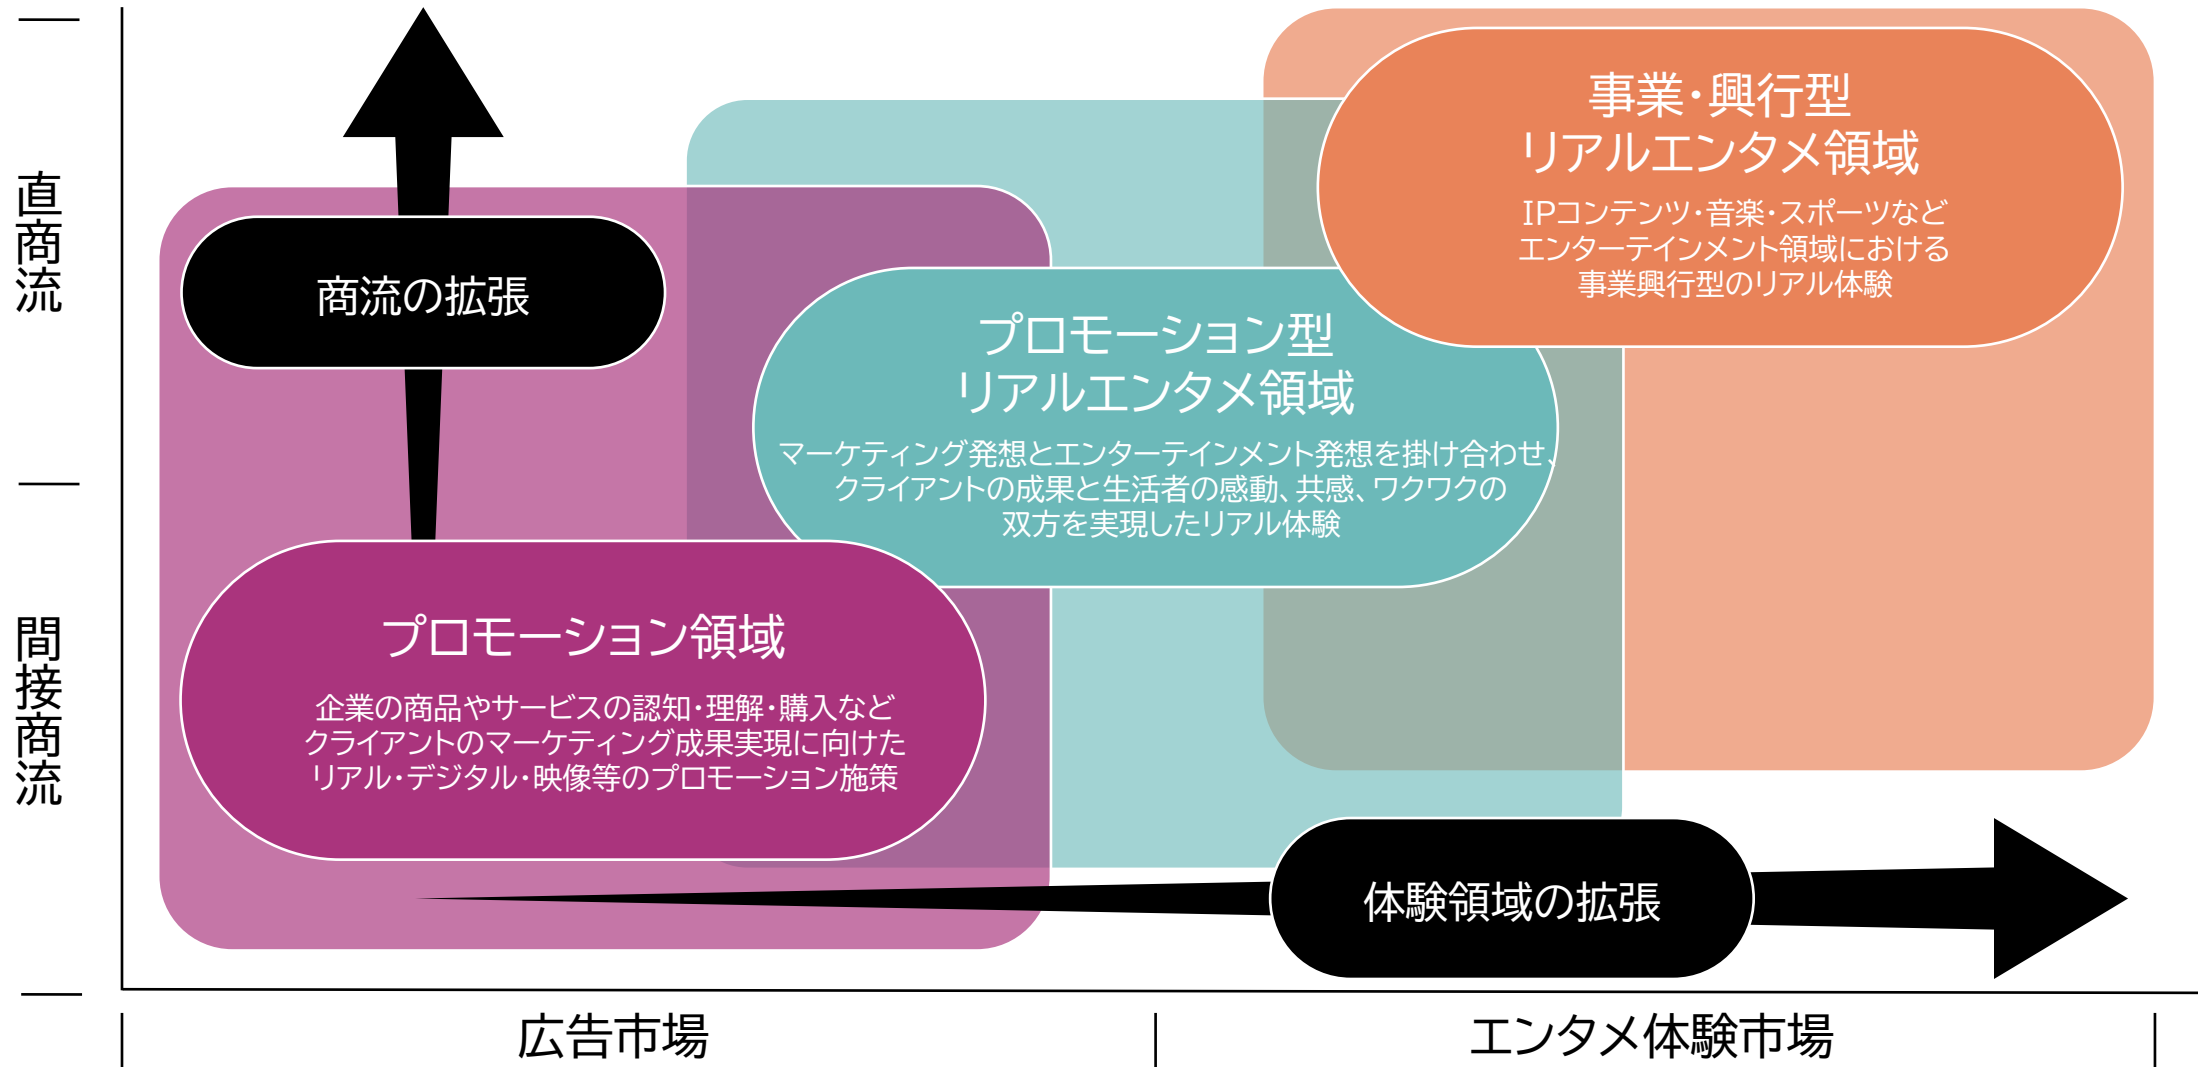 直商流
間接商流
商流の拡張
事業・興行型
リアルエンタメ領域
IPコンテンツ・音楽・スポーツなど
エンターテインメント領域における
事業興行型のリアル体験
プロモーション型
リアルエンタメ領域
マーケティング発想とエンターテインメント発想を掛け合わせ、
クライアントの成果と生活者の感動、共感、ワクワクの
双方を実現したリアル体験
プロモーション領域
企業の商品やサービスの認知・理解・購入など
クライアントのマーケティング成果実現に向けた
リアル・デジタル・映像等のプロモーション施策
体験領域の拡張
広告市場
エンタメ体験市場